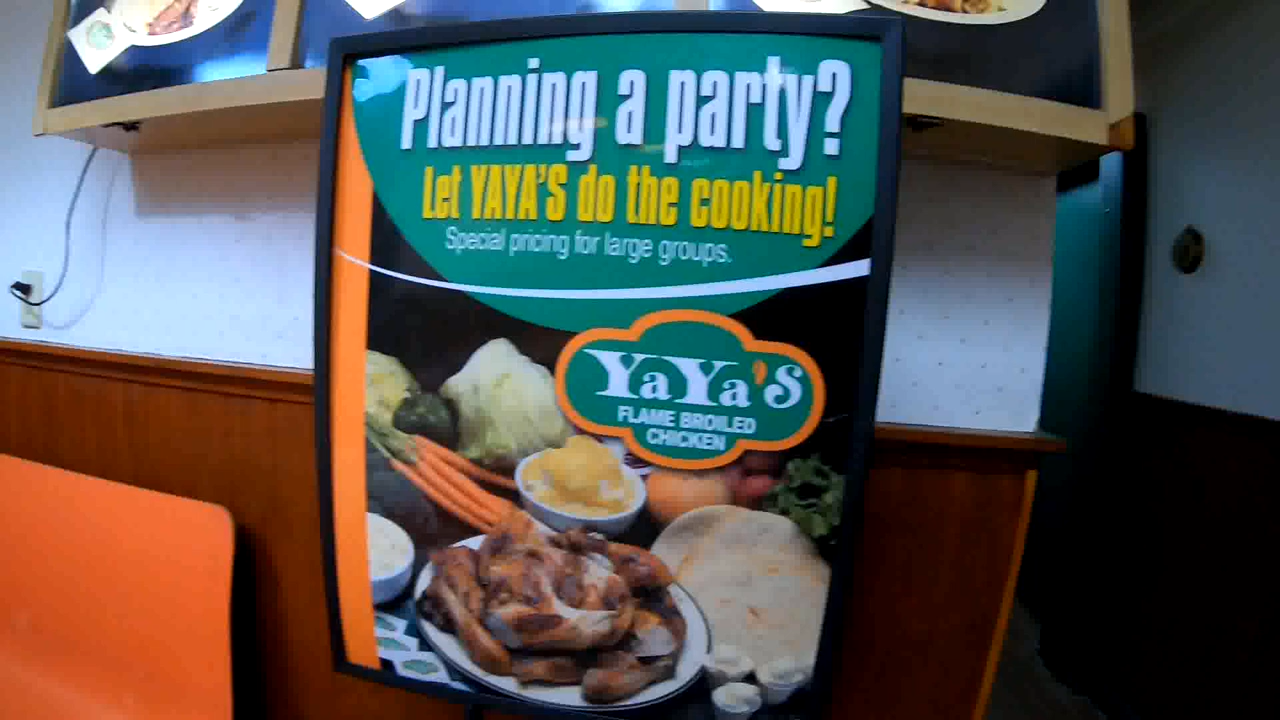 Planning a party?
Let YAYA'S do the cooking!
Special pricing for large groups.
YaYa's
FLAME BROILED
CHICKEN